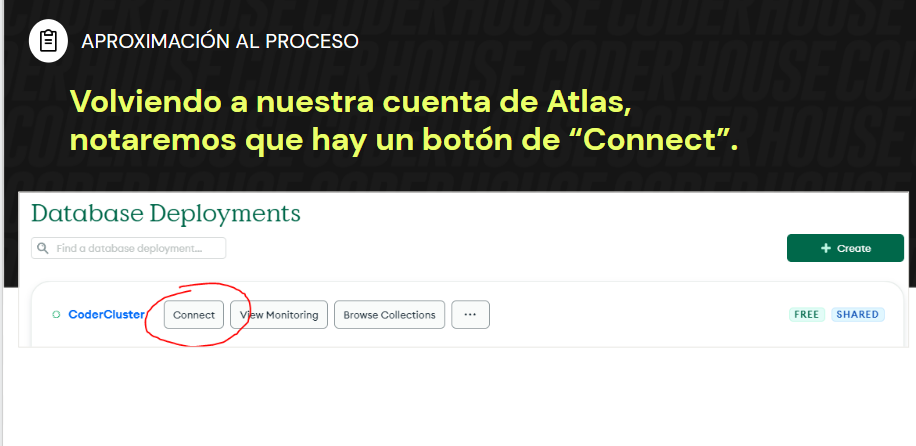 APROXIMACIÓN AL PROCESO
Volviendo a nuestra cuenta de Atlas,
notaremos que hay un botón de “Connect”.
Database Deployments
Find a database deployment...
+ Create
CoderCluster
Connect
View Monitoring
Browse Collections
...
FREE
SHARED